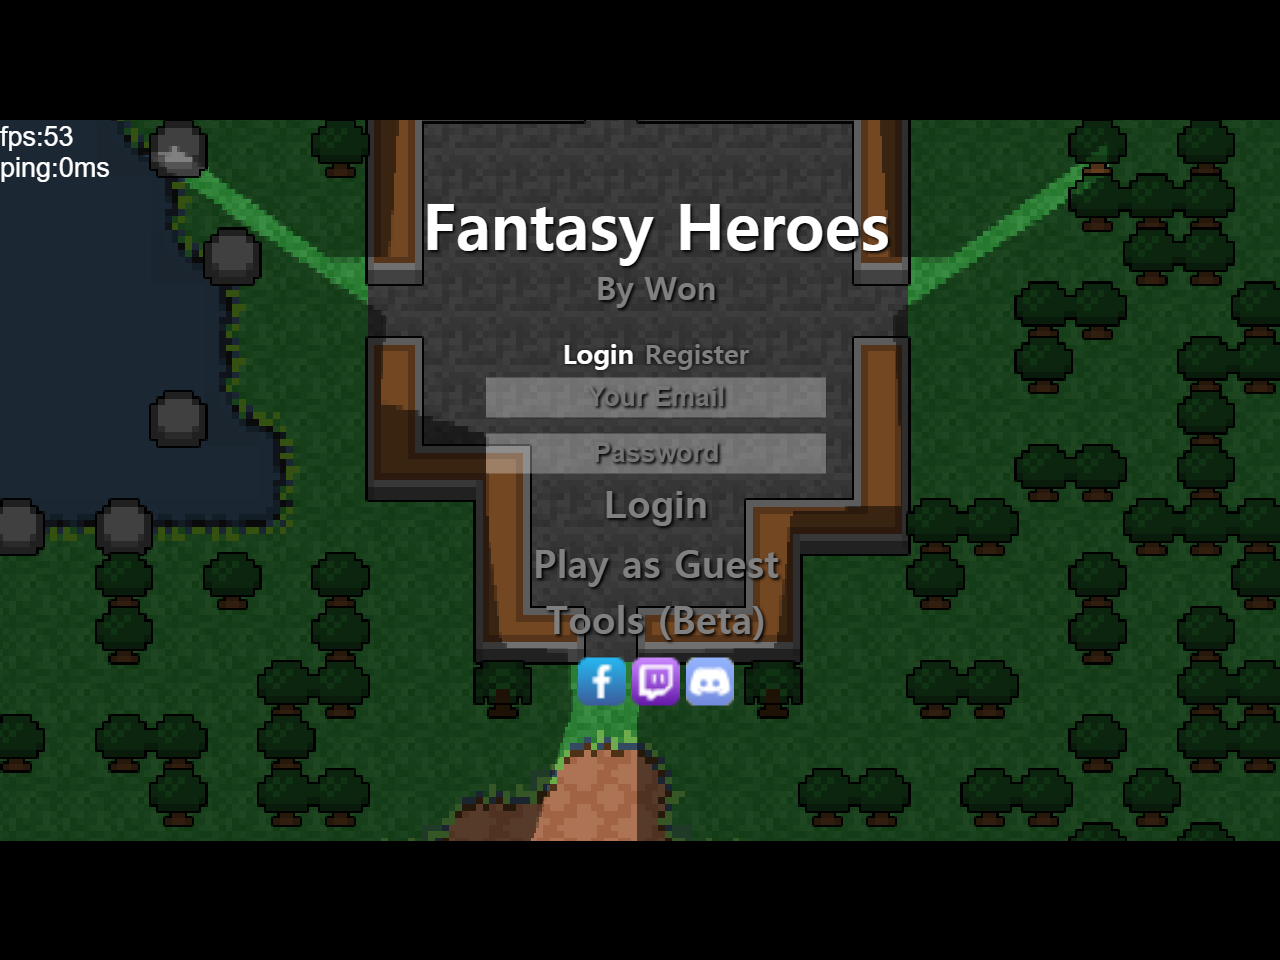 fps:53
ping:0ms
Fantasy Heroes
By Won
Login Register
Your Email
Password
Login
Play as Guest
Tools (Beta)